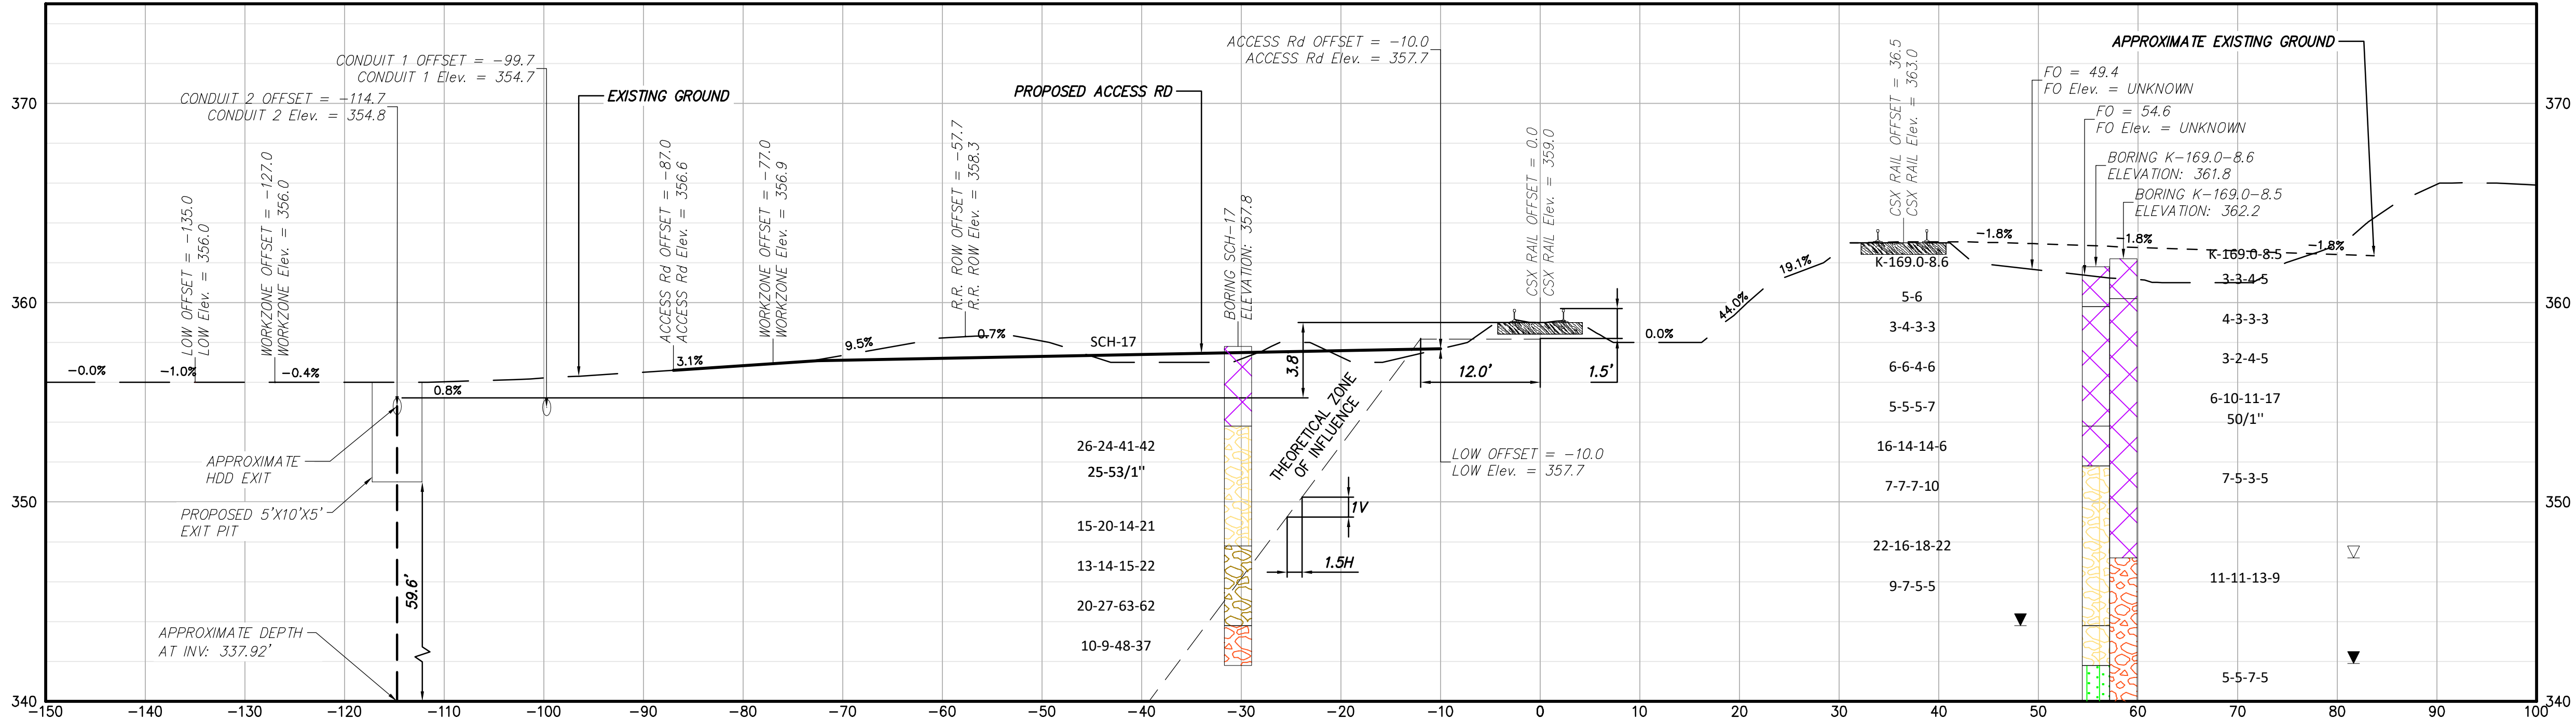 CONDUIT 1 OFFSET = -99.7
CONDUIT 1 Elev. = 354.7
CONDUIT 2 OFFSET = -114.7
CONDUIT 2 Elev. = 354.8
EXISTING GROUND
PROPOSED ACCESS RD
ACCESS Rd OFFSET = -10.0
ACCESS Rd Elev. = 357.7
APPROXIMATE EXISTING GROUND
FO = 49.4
FO Elev. = UNKNOWN
FO = 54.6
FO Elev. = UNKNOWN
BORING K-169.0-8.6
ELEVATION: 361.8
BORING K-169.0-8.5
ELEVATION: 362.2
LOW OFFSET = -135.0
LOW Elev. = 356.0
WORKZONE OFFSET = -127.0
WORKZONE Elev. = 356.0
ACCESS Rd OFFSET = -87.0
ACCESS Rd Elev. = 356.6
WORKZONE OFFSET = -77.0
WORKZONE Elev. = 356.9
R.R. ROW OFFSET = -57.7
R.R. ROW Elev. = 358.3
BORING SCH-17
ELEVATION: 357.8
CSX RAIL OFFSET = 0.0
CSX RAIL Elev. = 359.0
CSX RAIL OFFSET = 36.5
CSX RAIL Elev. = 363.0
370
370
360
360
350
350
340
340
-0.0%
-1.0%
-0.4%
0.8%
3.1%
9.5%
0.7%
0.0%
44.0%
19.1%
-1.8%
-1.8%
-1.8%
3.8
12.0'
1.5'
THEORETICAL ZONE
OF INFLUENCE
1V
1.5H
LOW OFFSET = -10.0
LOW Elev. = 357.7
APPROXIMATE
HDD EXIT
PROPOSED 5'X10'X5'
EXIT PIT
59.6'
APPROXIMATE DEPTH
AT INV: 337.92'
SCH-17
26-24-41-42
25-53/1"
15-20-14-21
13-14-15-22
20-27-63-62
10-9-48-37
K-169.0-8.6
5-6
3-4-3-3
6-6-4-6
5-5-5-7
16-14-14-6
7-7-7-10
22-16-18-22
9-7-5-5
K-169.0-8.5
3-3-4-5
4-3-3-3
3-2-4-5
6-10-11-17
50/1"
7-5-3-5
11-11-13-9
5-5-7-5
-150 -140 -130 -120 -110 -100 -90 -80 -70 -60 -50 -40 -30 -20 -10 0 10 20 30 40 50 60 70 80 90 100